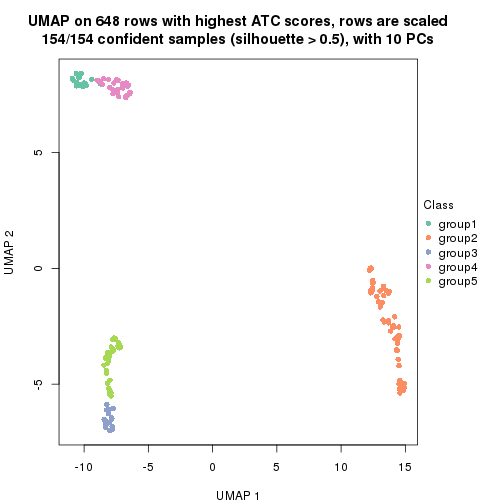 UMAP on 648 rows with highest ATC scores, rows are scaled
154/154 confident samples (silhouette > 0.5), with 10 PCs
5
0
-5
UMAP 2
-10 -5 0 5 10 15
UMAP 1
Class
group1
group2
group3
group4
group5